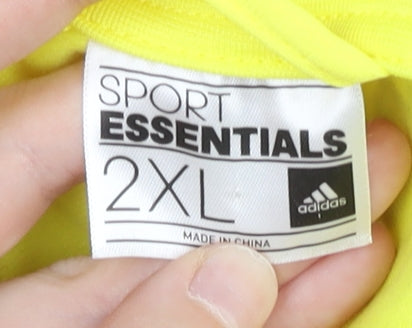 SPORT
ESSENTIALS
2XL
adidas
MADE IN CHINA